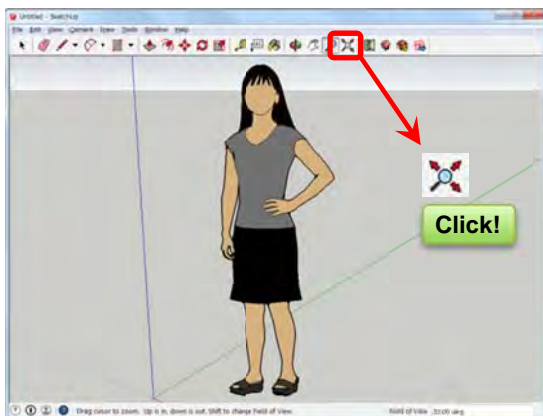 Untitled - SketchUp
File Edit View Camera Draw Tools Window Help
Click!
Drag cursor to zoom. Up is in, down is out. Shift to change Field of View.
Field of View